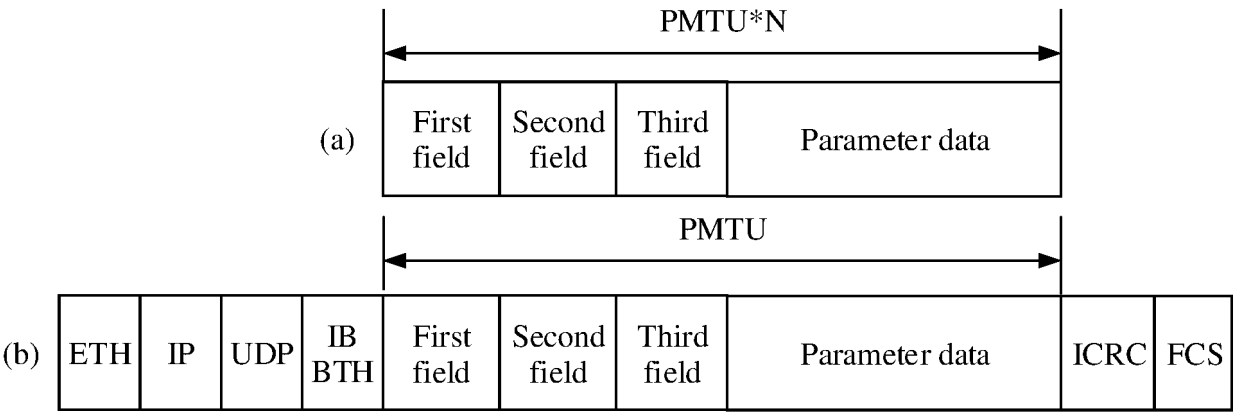 PMTU*N
(a)
First field
Second field
Third field
Parameter data
PMTU
(b)
ETH
IP
UDP
IB BTH
First field
Second field
Third field
Parameter data
ICRC
FCS